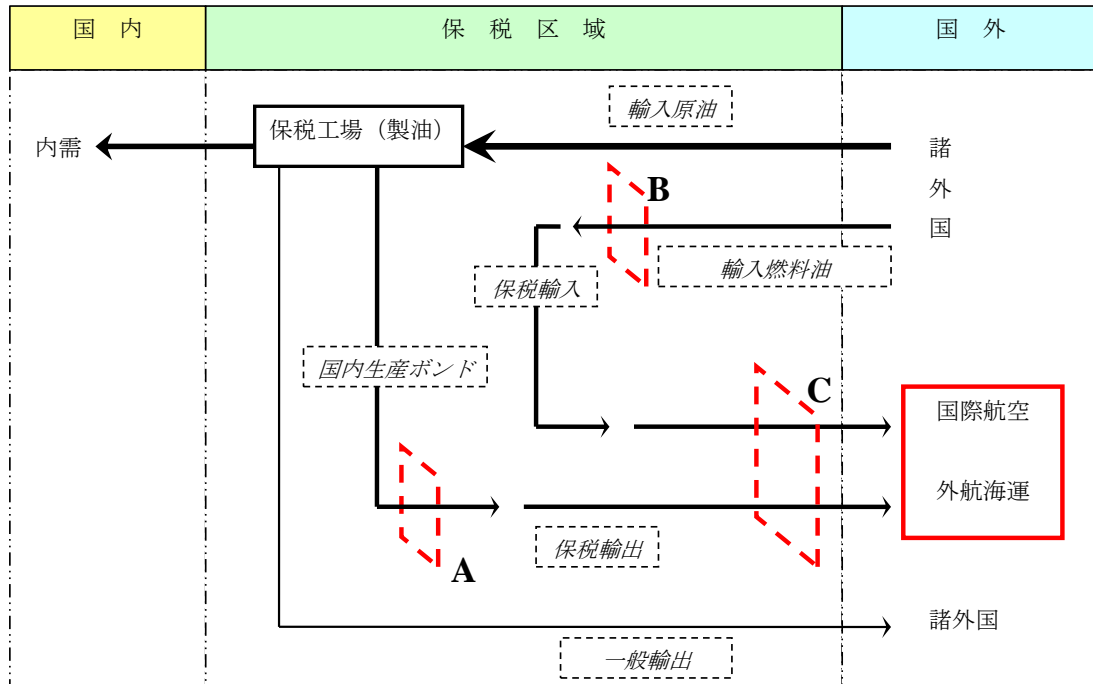 国 内
保 税 区 域
国 外
輸入原油
保税工場（製油）
内需
諸
外
国
B
輸入燃料油
保税輸入
国内生産ボンド
C
国際航空
外航海運
保税輸出
A
諸外国
一般輸出